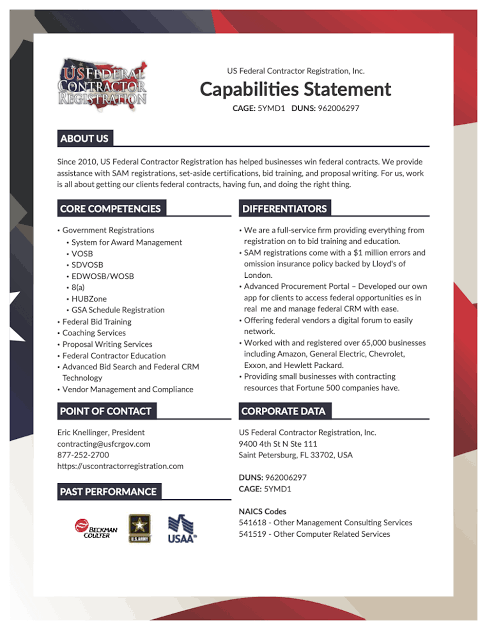 US FEDERAL
CONTRACTOR
REGISTRATION
US Federal Contractor Registration, Inc.
Capabilities Statement
CAGE: 5YMD1 DUNS: 962006297
ABOUT US
Since 2010, US Federal Contractor Registration has helped businesses win federal contracts. We provide
assistance with SAM registrations, set-aside certifications, bid training, and proposal writing. For us, work
is all about getting our clients federal contracts, having fun, and doing the right thing.
CORE COMPETENCIES
• Government Registrations
• System for Award Management
• VOSB
• SDVOSB
• EDWOSB/WOSB
• 8(a)
• HUBZone
• GSA Schedule Registration
• Federal Bid Training
• Coaching Services
• Proposal Writing Services
• Federal Contractor Education
• Advanced Bid Search and Federal CRM
Technology
• Vendor Management and Compliance
DIFFERENTIATORS
• We are a full-service firm providing everything from
registration on to bid training and education.
• SAM registrations come with a $1 million errors and
omission insurance policy backed by Lloyd's of
London.
• Advanced Procurement Portal – Developed our own
app for clients to access federal opportunities es in
real me and manage federal CRM with ease.
• Offering federal vendors a digital forum to easily
network.
• Worked with and registered over 65,000 businesses
including Amazon, General Electric, Chevrolet,
Exxon, and Hewlett Packard.
• Providing small businesses with contracting
resources that Fortune 500 companies have.
POINT OF CONTACT
Eric Knellinger, President
contracting@usfcrgov.com
877-252-2700
https://uscontractorregistration.com
CORPORATE DATA
US Federal Contractor Registration, Inc.
9400 4th St N Ste 111
Saint Petersburg, FL 33702, USA
DUNS: 962006297
CAGE: 5YMD1
NAICS Codes
541618 - Other Management Consulting Services
541519 - Other Computer Related Services
PAST PERFORMANCE
BECKMAN
COULTER
U.S. ARMY
USAA